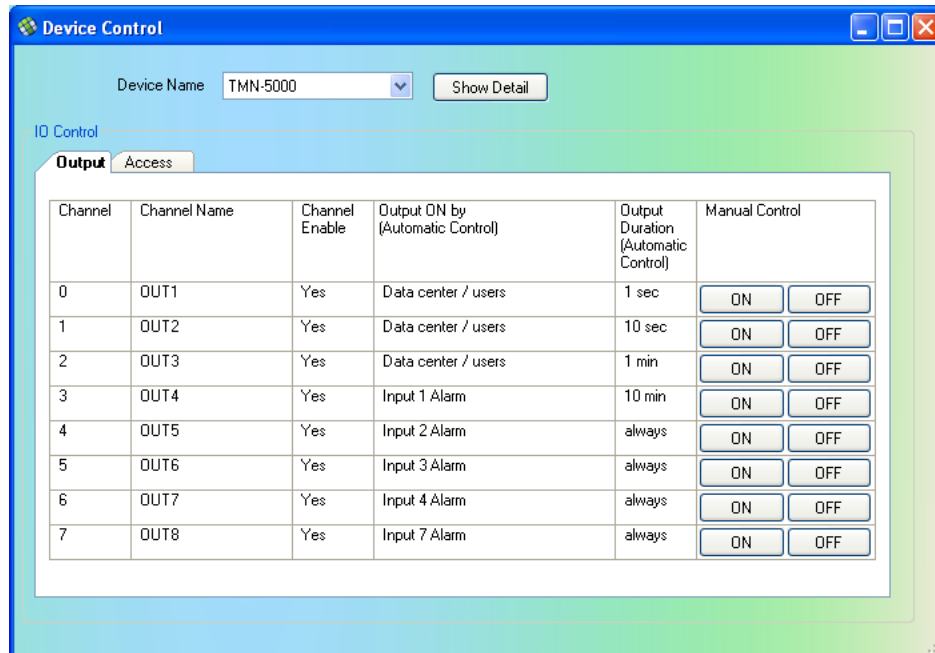 Device Control
Device Name TMN-5000 Show Detail
IO Control
Output Access
Channel Channel Name Channel Enable Output ON by (Automatic Control) Output Duration (Automatic Control) Manual Control
0 OUT1 Yes Data center / users 1 sec ON OFF
1 OUT2 Yes Data center / users 10 sec ON OFF
2 OUT3 Yes Data center / users 1 min ON OFF
3 OUT4 Yes Input 1 Alarm 10 min ON OFF
4 OUT5 Yes Input 2 Alarm always ON OFF
5 OUT6 Yes Input 3 Alarm always ON OFF
6 OUT7 Yes Input 4 Alarm always ON OFF
7 OUT8 Yes Input 7 Alarm always ON OFF